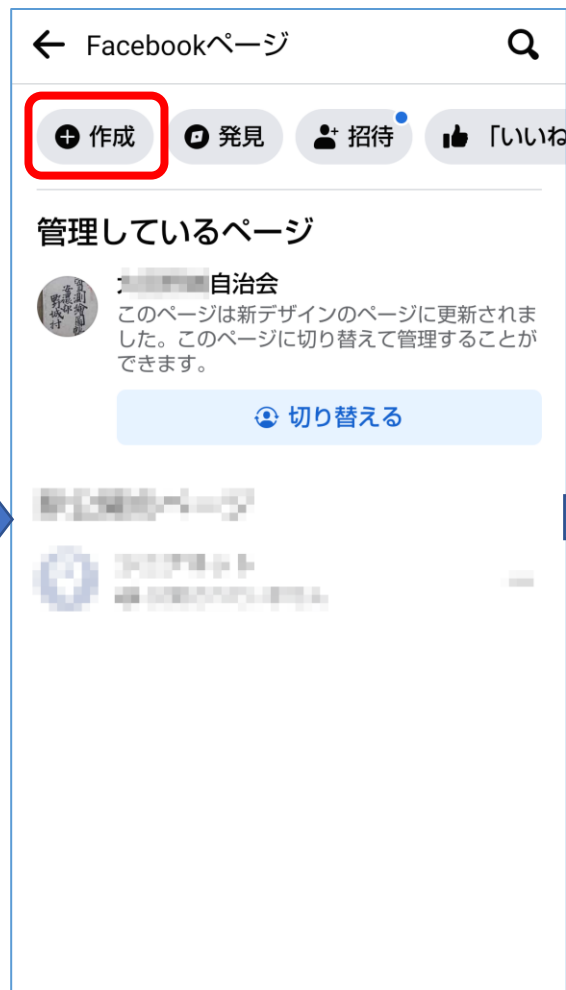 Facebookページ
作成
発見
招待
「いいね
管理しているページ
自治会
このページは新デザインのページに更新されま
した。このページに切り替えて管理することが
できます。
切り替える